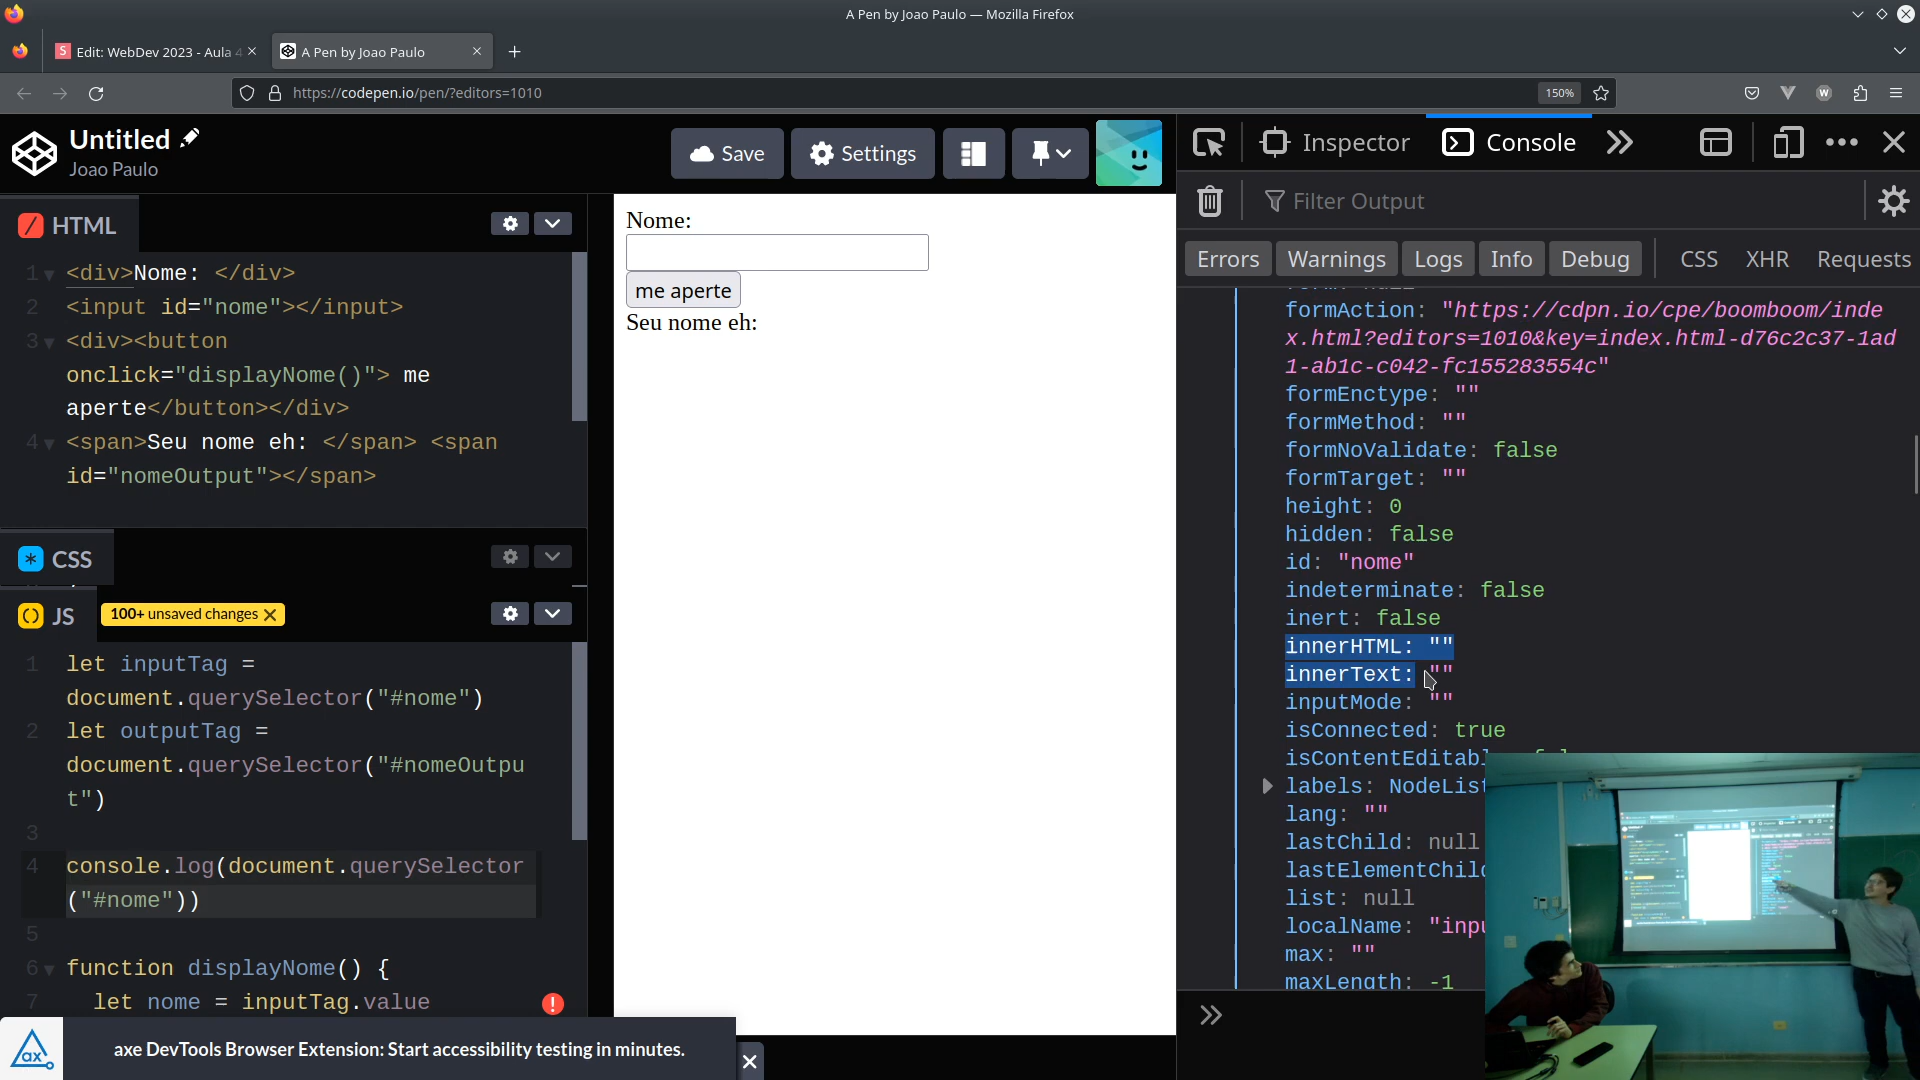 A Pen by Joao Paulo — Mozilla Firefox
Edit: WebDev 2023 - Aula 4
A Pen by Joao Paulo
https://codepen.io/pen/?editors=1010
150%
Untitled
Joao Paulo
Save
Settings
HTML
1 <div>Nome: </div>
2 <input id="nome"></input>
3 <div><button
onclick="displayNome()"> me
aperte</button></div>
4 <span>Seu nome eh: </span> <span
id="nomeOutput"></span>
CSS
JS
100+ unsaved changes
1 let inputTag =
document.querySelector("#nome")
2 let outputTag =
document.querySelector("#nomeOutpu
t")
3
4 console.log(document.querySelector
("#nome"))
5
6 function displayNome() {
7 let nome = inputTag.value
ax
axe DevTools Browser Extension: Start accessibility testing in minutes.
Nome:
me aperte
Seu nome eh:
Inspector
Console
Filter Output
Errors
Warnings
Logs
Info
Debug
CSS
XHR
Requests
formAction: "https://cdpn.io/cpe/boomboom/inde
x.html?editors=1010&key=index.html-d76c2c37-1ad
1-ab1c-c042-fc155283554c"
formEnctype: ""
formMethod: ""
formNoValidate: false
formTarget: ""
height: 0
hidden: false
id: "nome"
indeterminate: false
inert: false
innerHTML: ""
innerText: ""
inputMode: ""
isConnected: true
isContentEditabl
labels: NodeList
lang: ""
lastChild: null
lastElementChild
list: null
localName: "inpu
max: ""
maxLength: -1